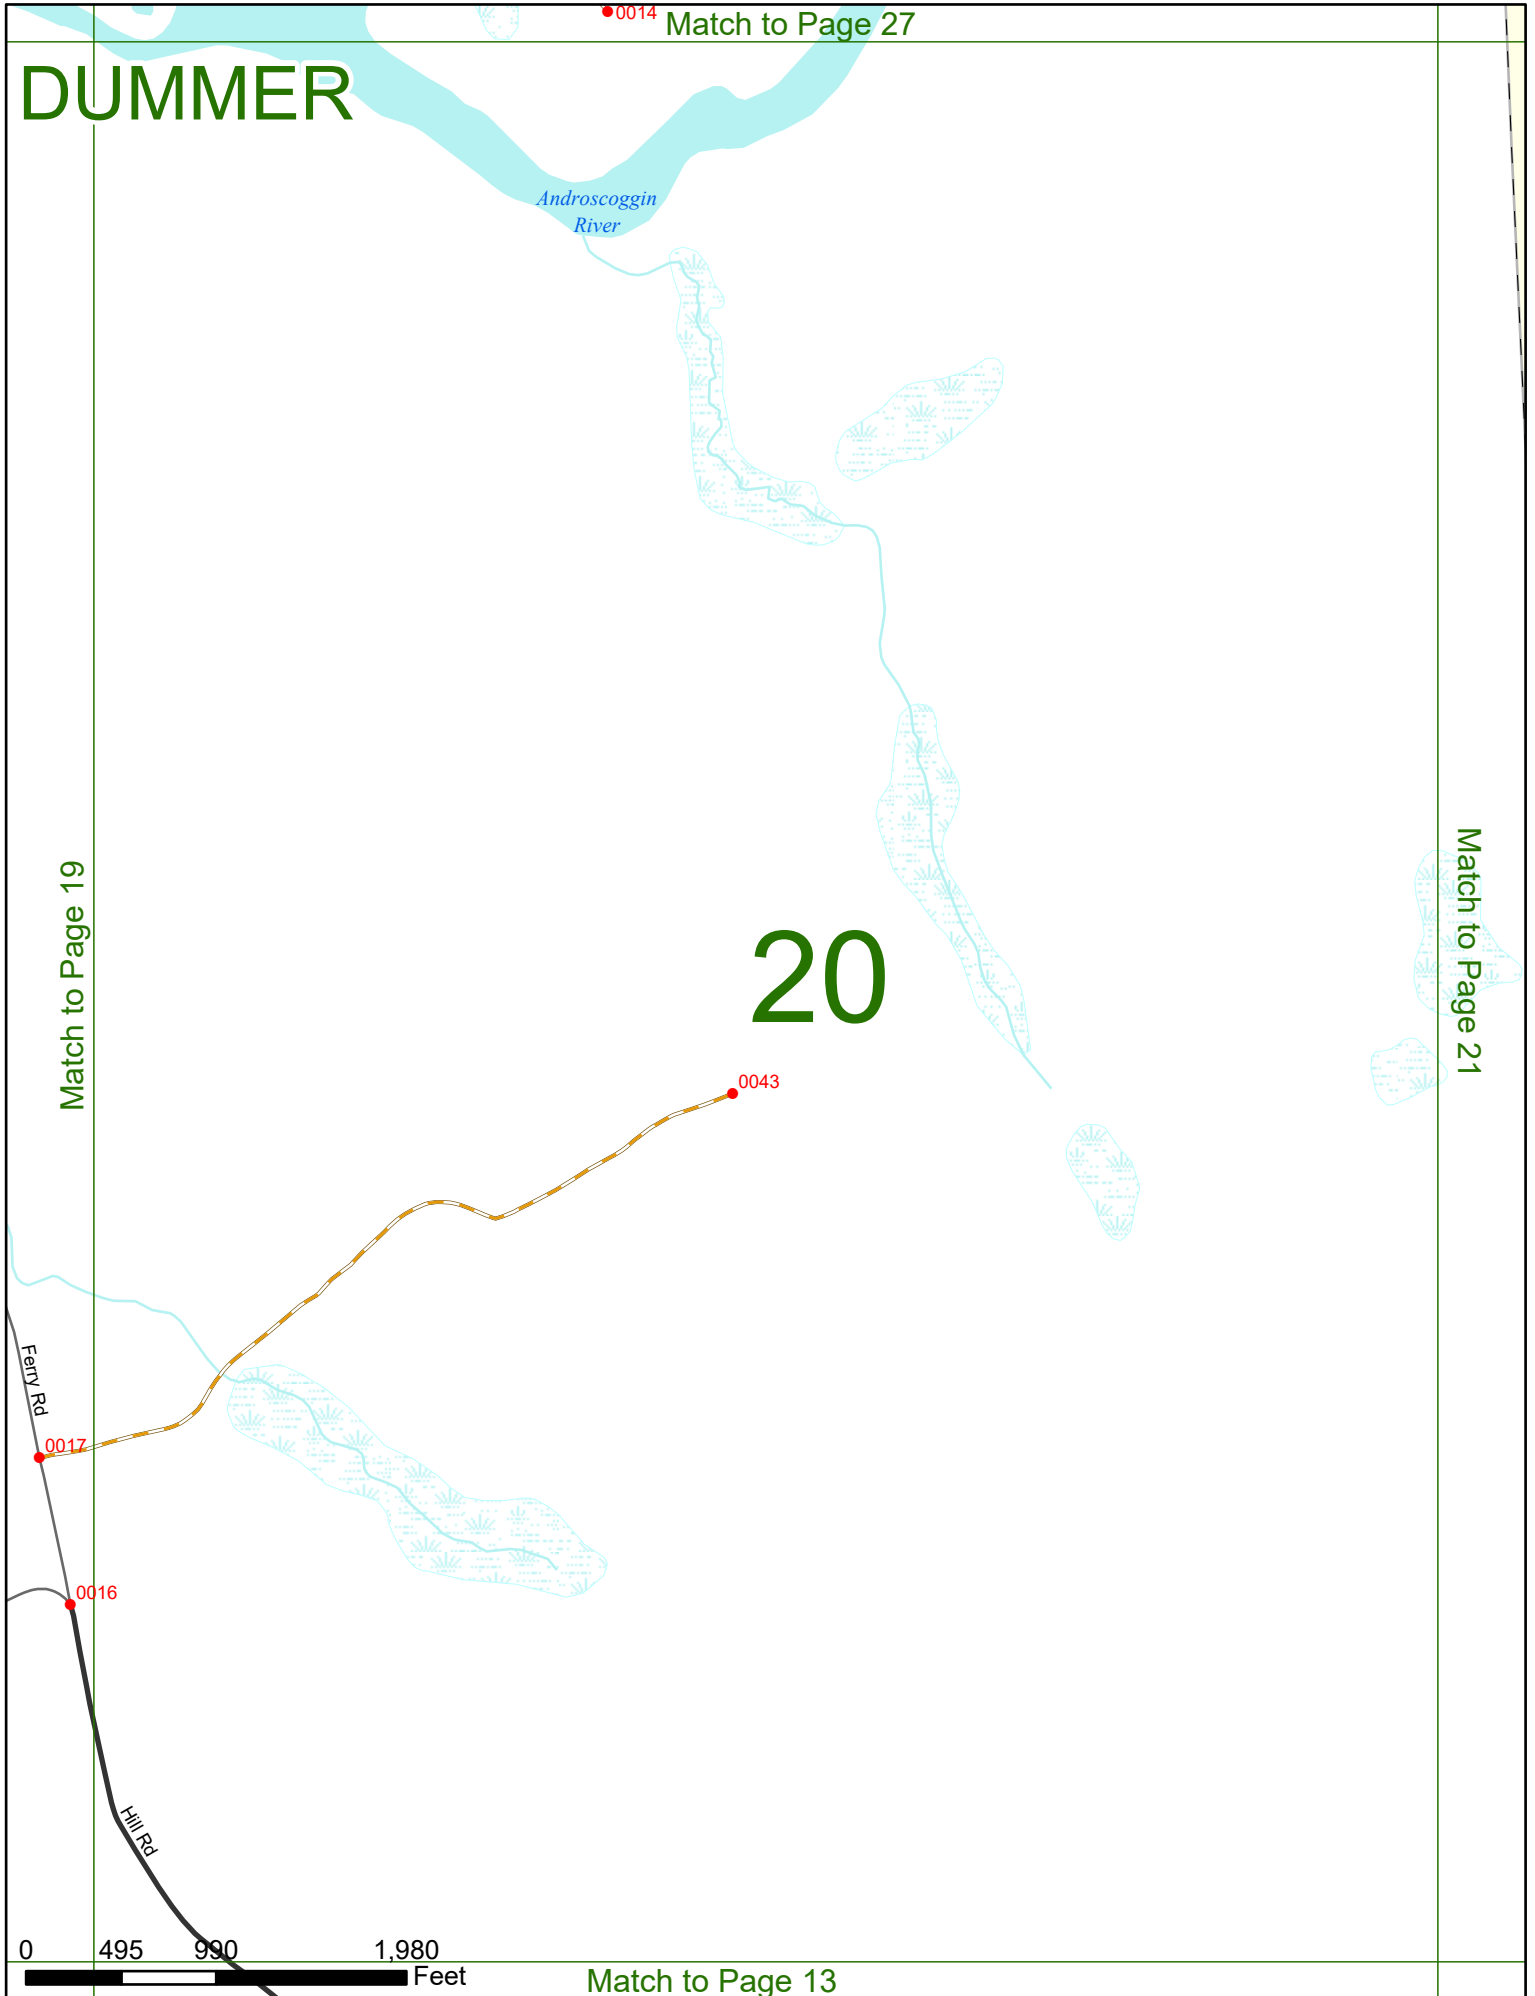 0014
Match to Page 27
DUMMER
Androscoggin
River
Match to Page 19
Match to Page 21
20
0043
Ferry Rd
0017
0016
Hill Rd
0 495 990 1,980
Feet
Match to Page 13